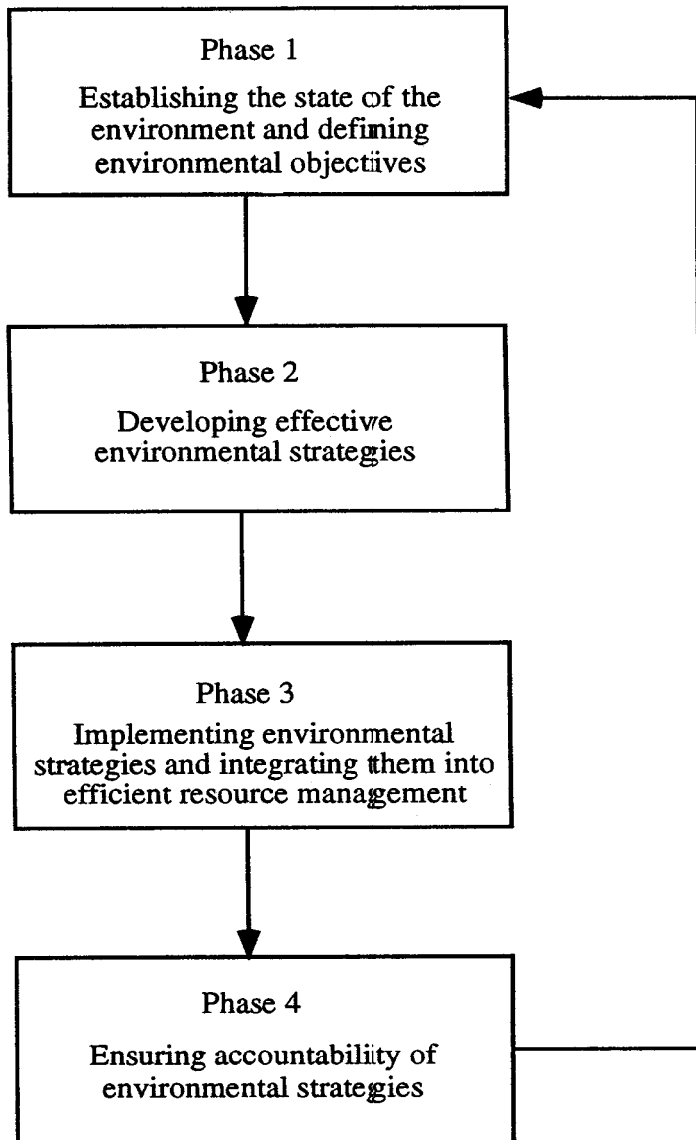 Phase 1
Establishing the state of the
environment and defining
environmental objectives
Phase 2
Developing effective
environmental strategies
Phase 3
Implementing environmental
strategies and integrating them into
efficient resource management
Phase 4
Ensuring accountability of
environmental strategies